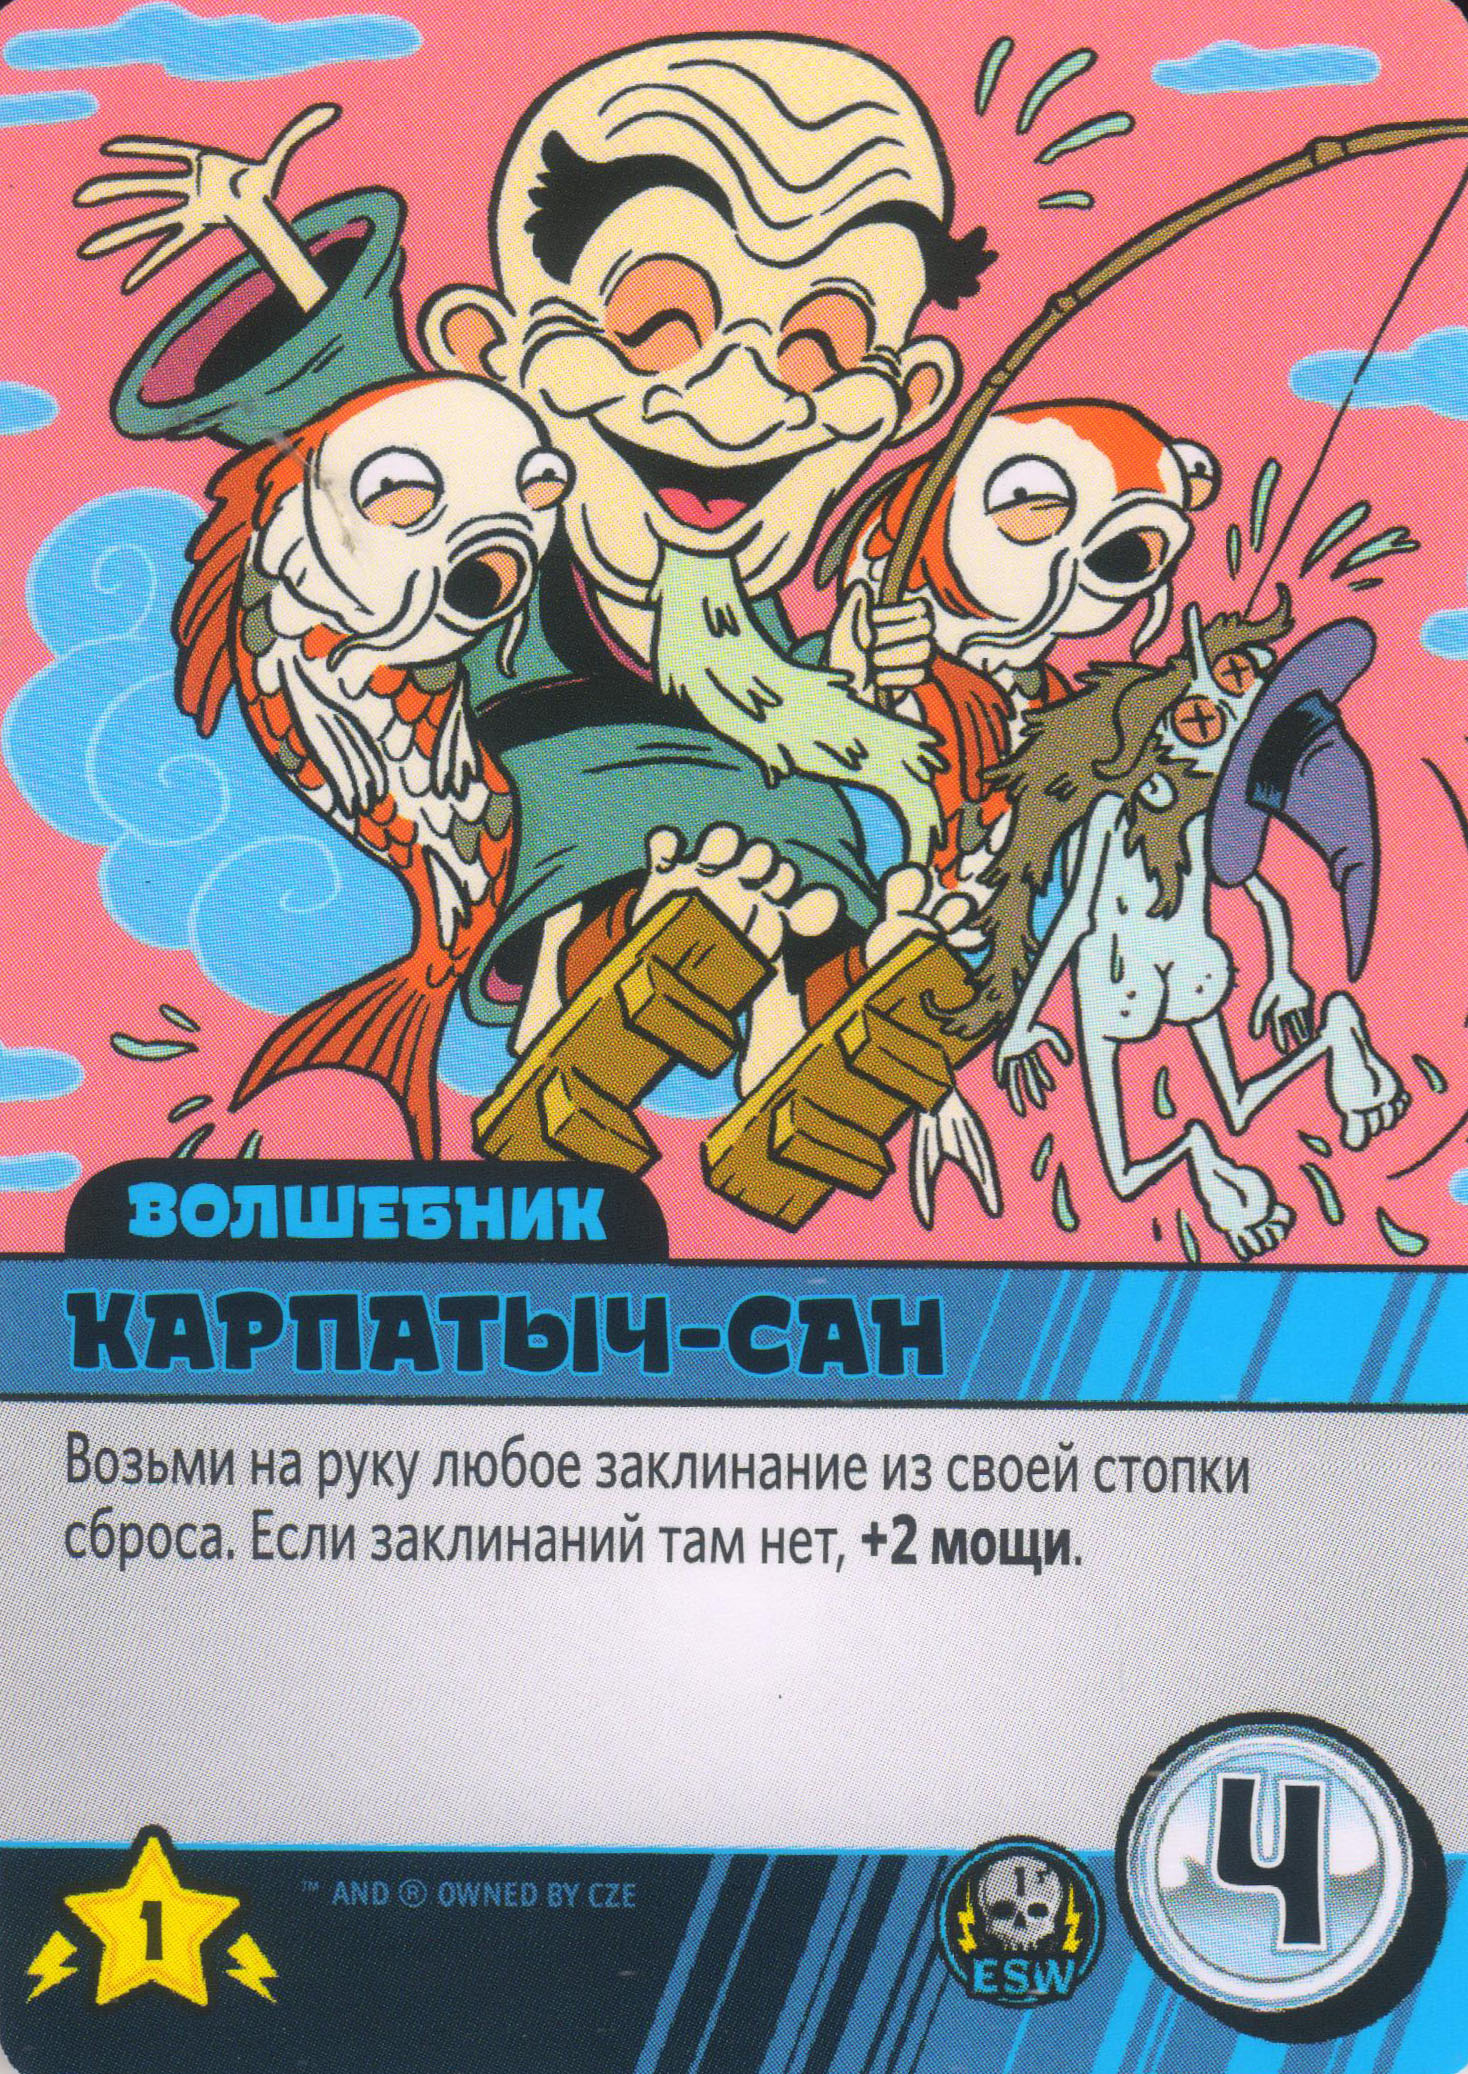 ВОЛШЕБНИК
КАРПАТЫЧ-САН
Возьми на руку любое заклинание из своей стопки
сброса. Если заклинаний там нет, +2 мощи.
1
™ AND ® OWNED BY CZE
ESW
4